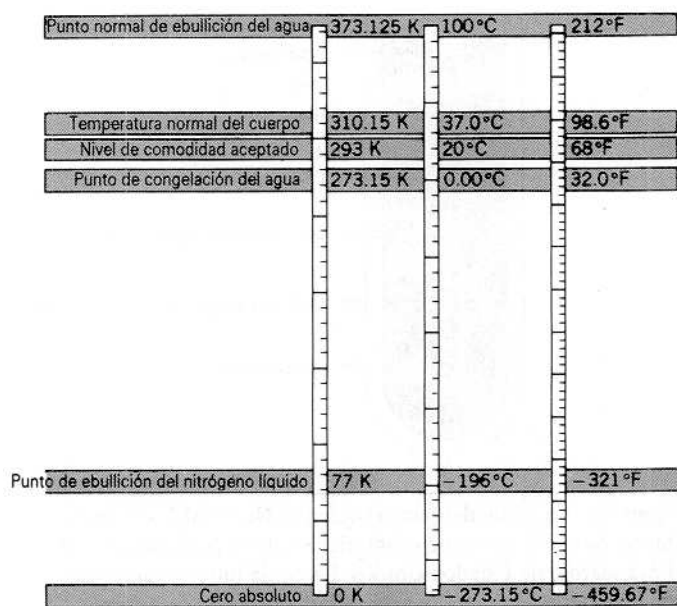 Punto normal de ebullición del agua 373.125 K 100°C 212°F
Temperatura normal del cuerpo 310.15 K 37.0°C 98.6°F
Nivel de comodidad aceptado 293 K 20°C 68°F
Punto de congelación del agua 273.15 K 0.00°C 32.0°F
Punto de ebullición del nitrógeno líquido 77 K −196°C −321°F
Cero absoluto 0 K −273.15°C −459.67°F